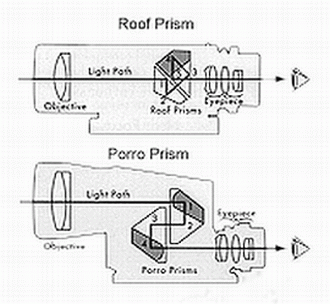 Roof Prism
Light Path
1
2
3
Objective
Roof Prisms
Eyepiece
Porro Prism
Light Path
1
2
3
4
Eyepiece
Objective
Porro Prisms